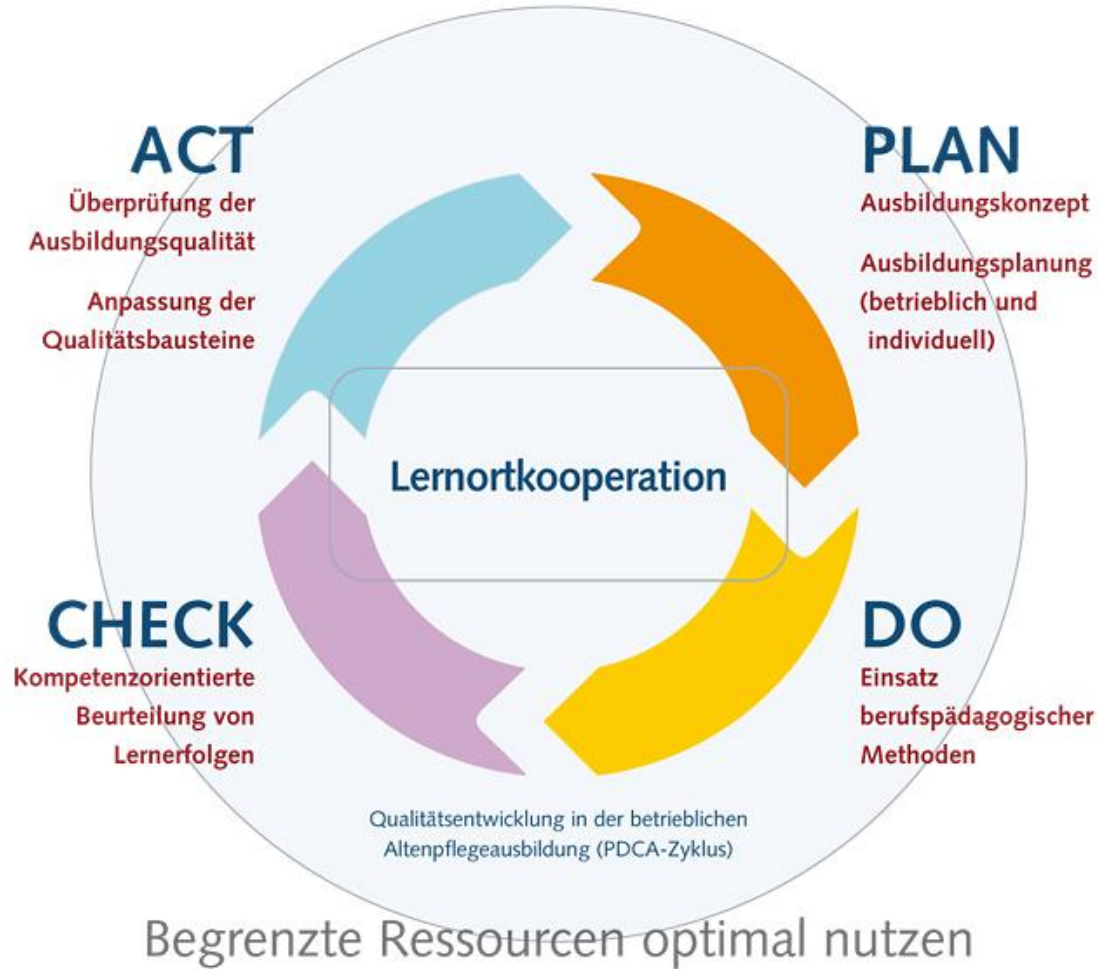 ACT
Überprüfung der
Ausbildungsqualität
Anpassung der
Qualitätsbausteine
PLAN
Ausbildungskonzept
Ausbildungsplanung
(betrieblich und
individuell)
Lernortkooperation
CHECK
Kompetenzorientierte
Beurteilung von
Lernerfolgen
DO
Einsatz
berufspädagogischer
Methoden
Qualitätsentwicklung in der betrieblichen
Altenpflegeausbildung (PDCA-Zyklus)
Begrenzte Ressourcen optimal nutzen